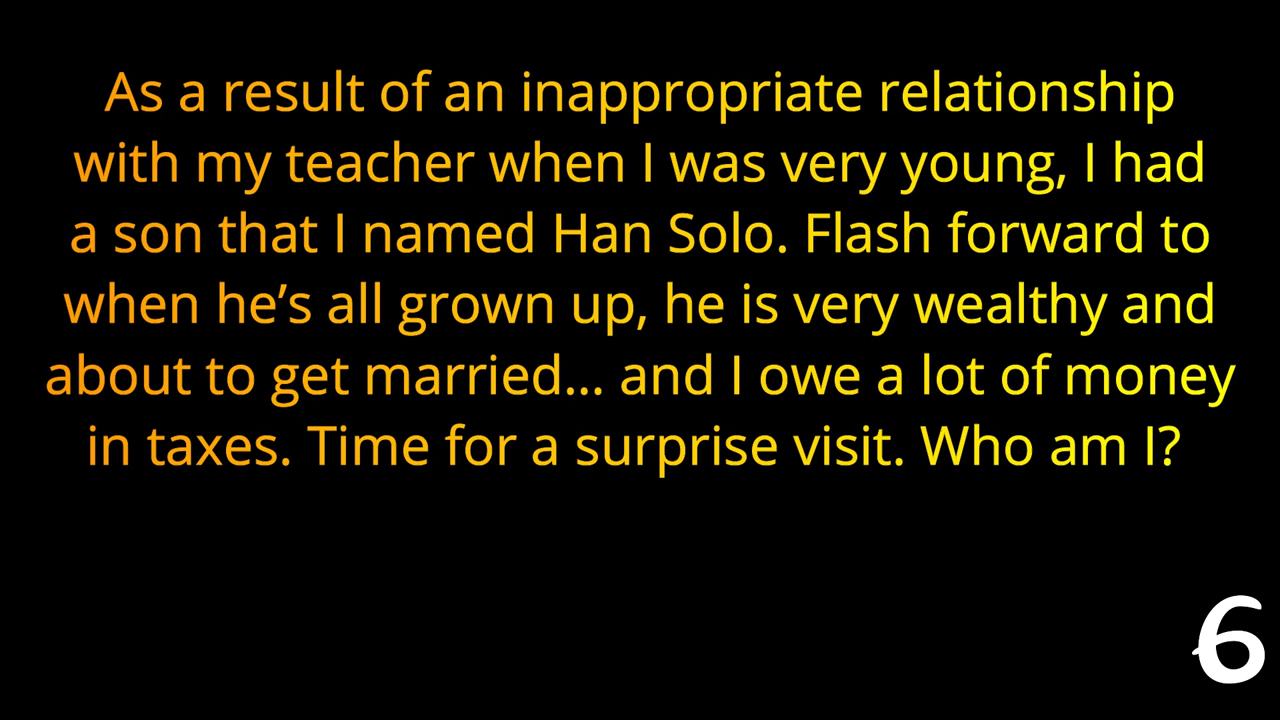 As a result of an inappropriate relationship
with my teacher when I was very young, I had
a son that I named Han Solo. Flash forward to
when he’s all grown up, he is very wealthy and
about to get married... and I owe a lot of money
in taxes. Time for a surprise visit. Who am I?
6